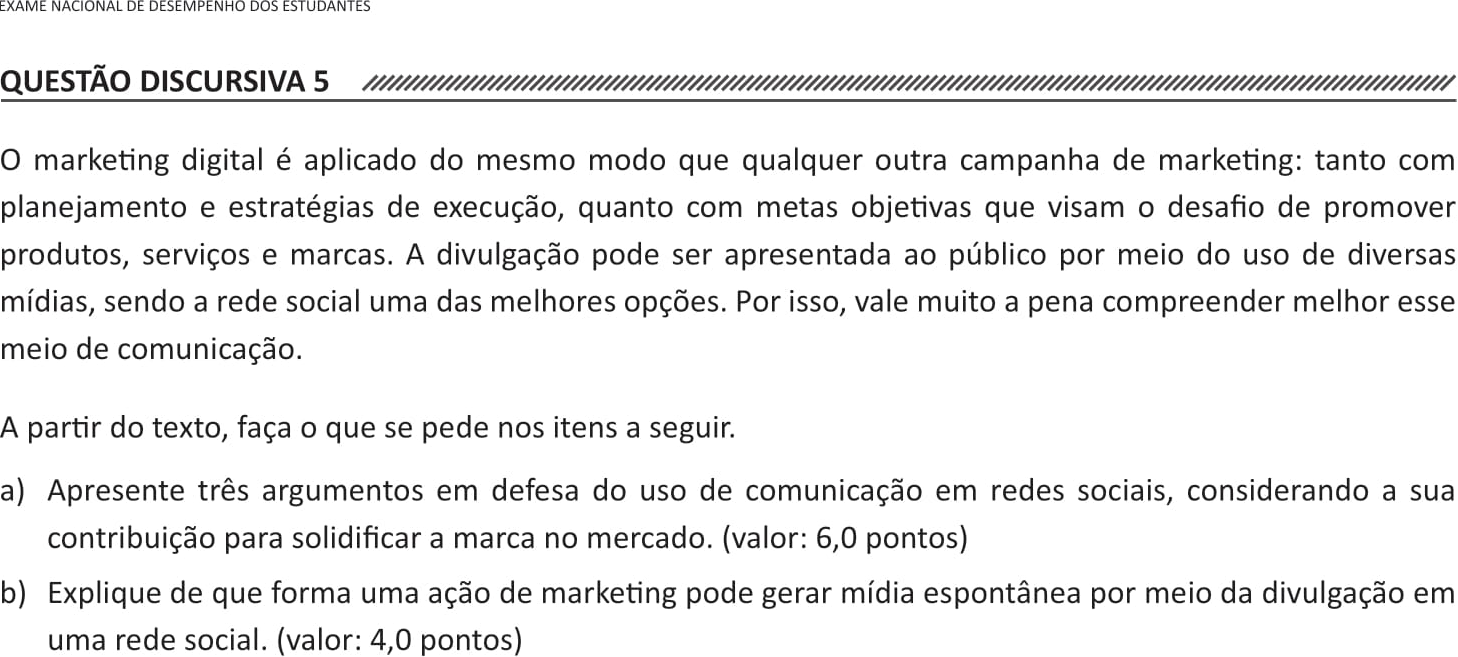 EXAME NACIONAL DE DESEMPENHO DOS ESTUDANTES
QUESTÃO DISCURSIVA 5
O marketing digital é aplicado do mesmo modo que qualquer outra campanha de marketing: tanto com
planejamento e estratégias de execução, quanto com metas objetivas que visam o desafio de promover
produtos, serviços e marcas. A divulgação pode ser apresentada ao público por meio do uso de diversas
mídias, sendo a rede social uma das melhores opções. Por isso, vale muito a pena compreender melhor esse
meio de comunicação.
A partir do texto, faça o que se pede nos itens a seguir.
a) Apresente três argumentos em defesa do uso de comunicação em redes sociais, considerando a sua
contribuição para solidificar a marca no mercado. (valor: 6,0 pontos)
b) Explique de que forma uma ação de marketing pode gerar mídia espontânea por meio da divulgação em
uma rede social. (valor: 4,0 pontos)